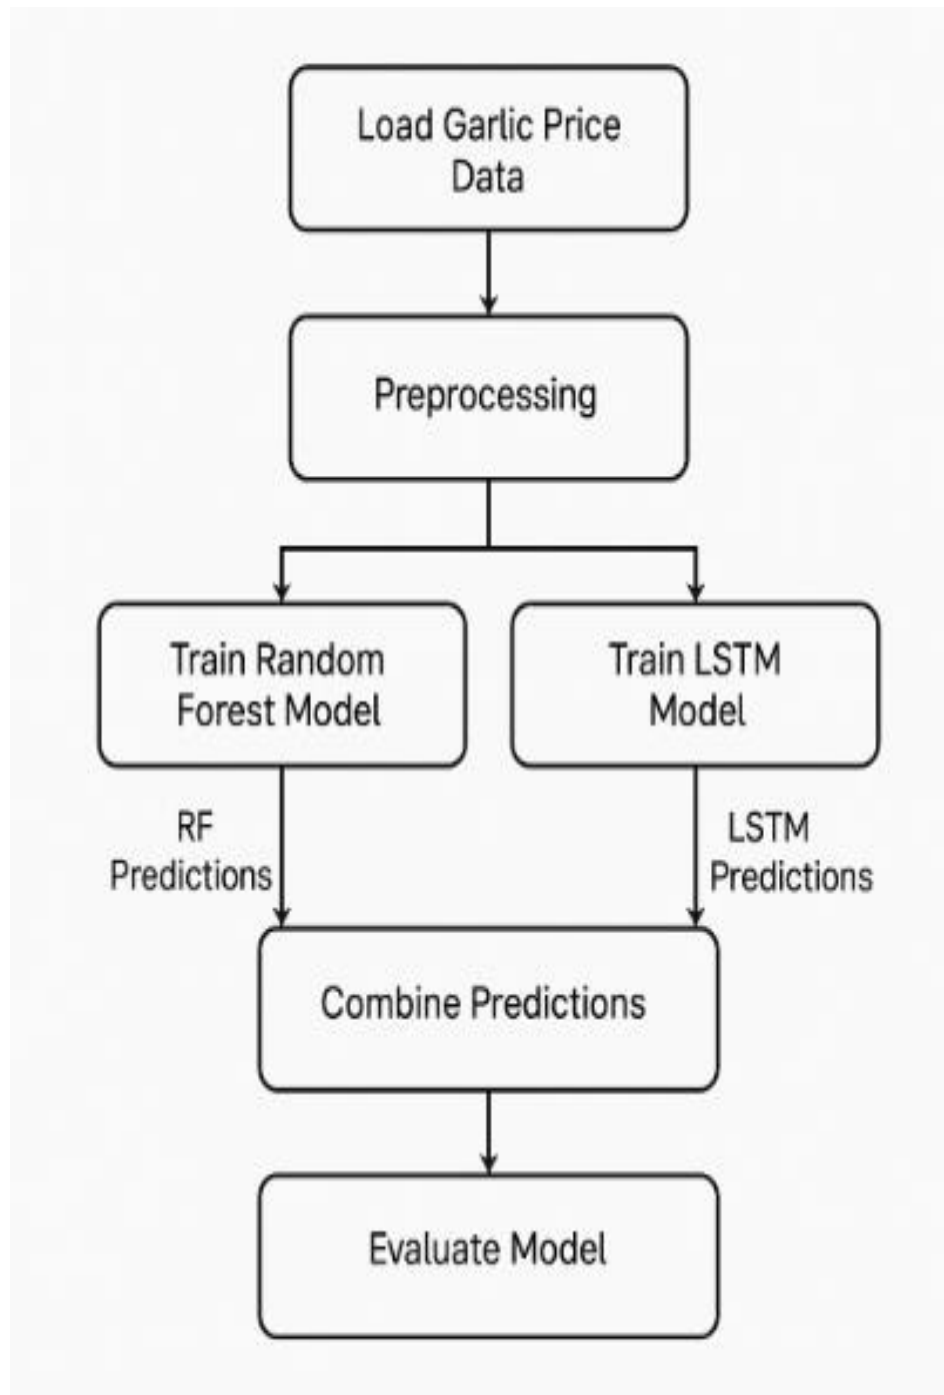 Load Garlic Price
Data
Preprocessing
Train Random
Forest Model
Train LSTM
Model
RF
Predictions
LSTM
Predictions
Combine Predictions
Evaluate Model